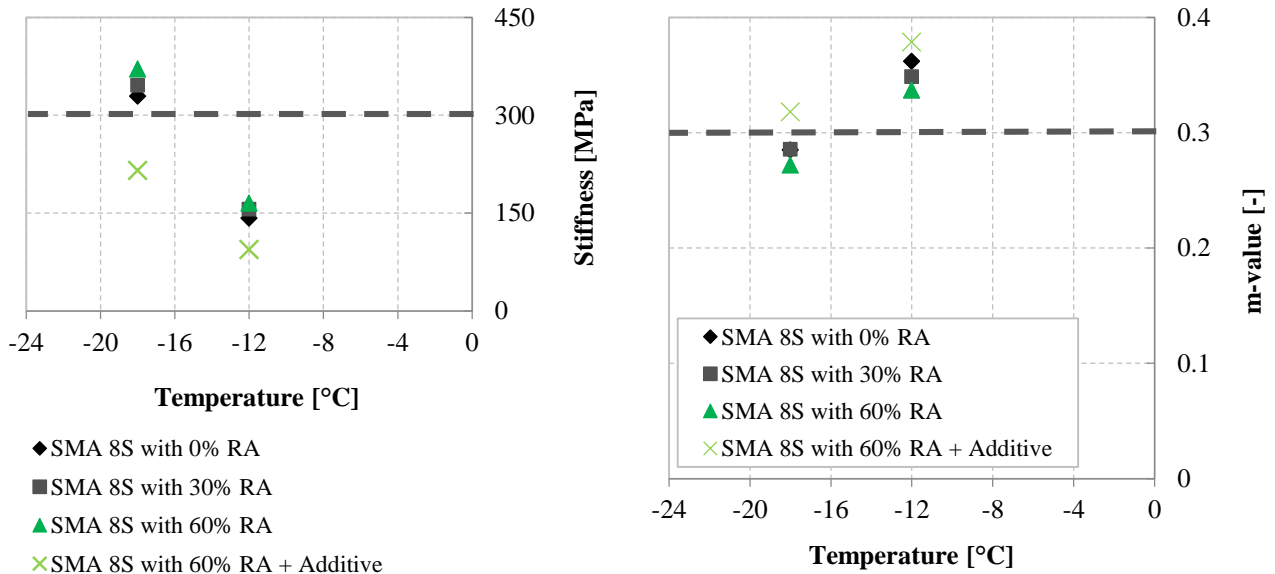 450
300
150
0
Stiffness [MPa]
-24 -20 -16 -12 -8 -4 0
Temperature [°C]
SMA 8S with 0% RA
SMA 8S with 30% RA
SMA 8S with 60% RA
SMA 8S with 60% RA + Additive
0.4
0.3
0.2
0.1
0
m-value [-]
SMA 8S with 0% RA
SMA 8S with 30% RA
SMA 8S with 60% RA
SMA 8S with 60% RA + Additive
-24 -20 -16 -12 -8 -4 0
Temperature [°C]